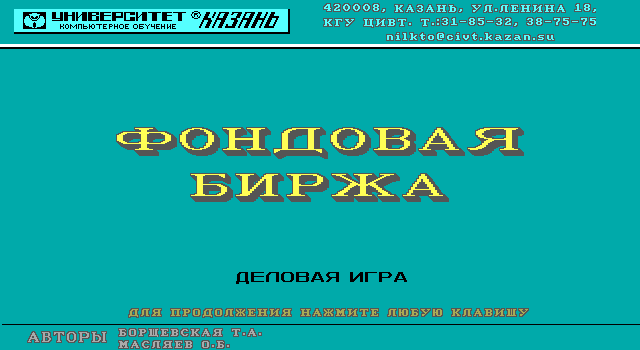 УНИВЕРСИТЕТ ® КАЗАНЬ
КОМПЬЮТЕРНОЕ ОБУЧЕНИЕ
420008, КАЗАНЬ, УЛ.ЛЕНИНА 18,
КГУ ЦИВТ. Т.:31-85-32, 38-75-75
nilkto@civt.kazan.su
ФОНДОВАЯ
БИРЖА
ДЕЛОВАЯ ИГРА
ДЛЯ ПРОДОЛЖЕНИЯ НАЖМИТЕ ЛЮБУЮ КЛАВИШУ
АВТОРЫ БОРЩЕВСКАЯ Т.А.
МАСЛЯЕВ О.Б.